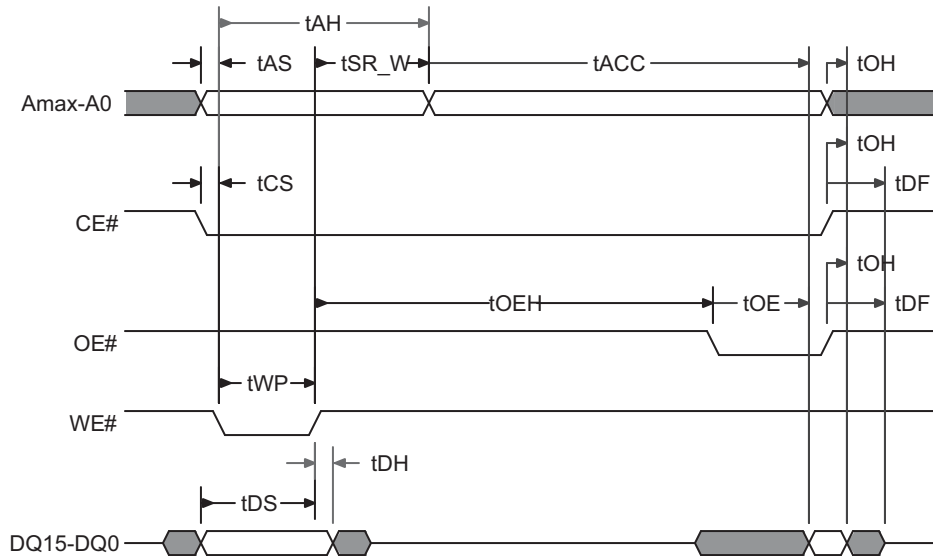 tAH
tAS
tSR_W
tACC
tOH
Amax-A0
tOH
tCS
tDF
CE#
tOH
tOEH
tOE
tDF
OE#
tWP
WE#
tDH
tDS
DQ15-DQ0